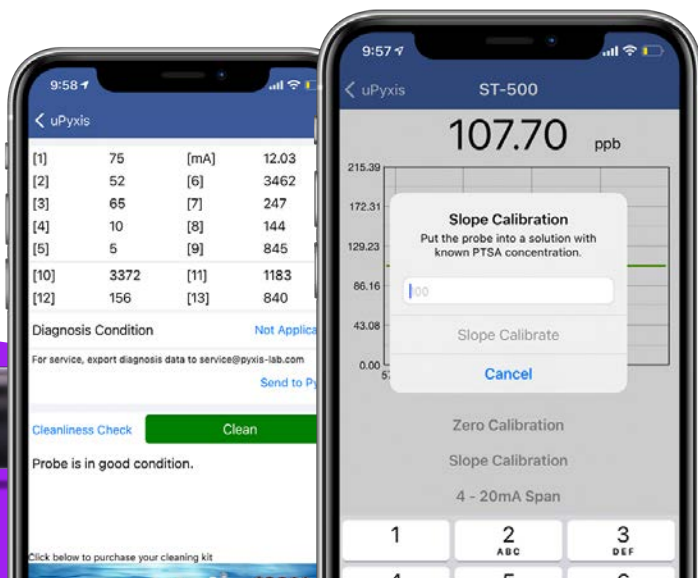 9:58
uPyxis
[1] 75 [mA] 12.03
[2] 52 [6] 3462
[3] 65 [7] 247
[4] 10 [8] 144
[5] 5 [9] 845
[10] 3372 [11] 1183
[12] 156 [13] 840
Diagnosis Condition Not Applica
For service, export diagnosis data to service@pyxis-lab.com
Send to Py
Cleanliness Check Clean
Probe is in good condition.
Click below to purchase your cleaning kit
9:57
uPyxis ST-500
107.70 ppb
215.39
172.31
129.23
86.16
43.08
0.00
Slope Calibration
Put the probe into a solution with
known PTSA concentration.
100
Slope Calibrate
Cancel
Zero Calibration
Slope Calibration
4 - 20mA Span
1 2 3
ABC DEF